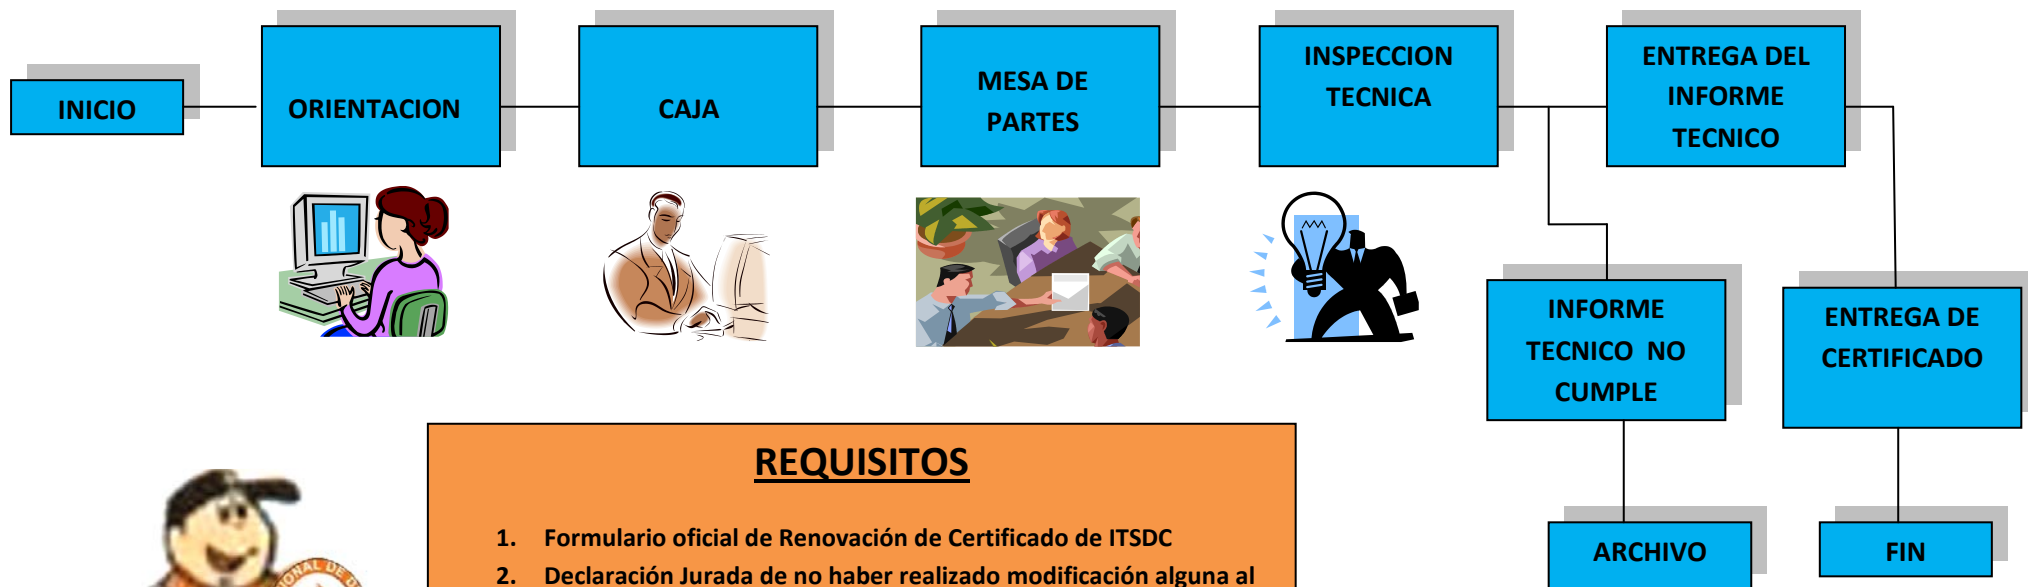 INICIO
ORIENTACION
CAJA
MESA DE
PARTES
INSPECCION
TECNICA
ENTREGA DEL
INFORME
TECNICO
INFORME
TECNICO NO
CUMPLE
ENTREGA DE
CERTIFICADO
ARCHIVO
FIN
REQUISITOS
1. Formulario oficial de Renovación de Certificado de ITSDC
2. Declaración Jurada de no haber realizado modificación alguna al